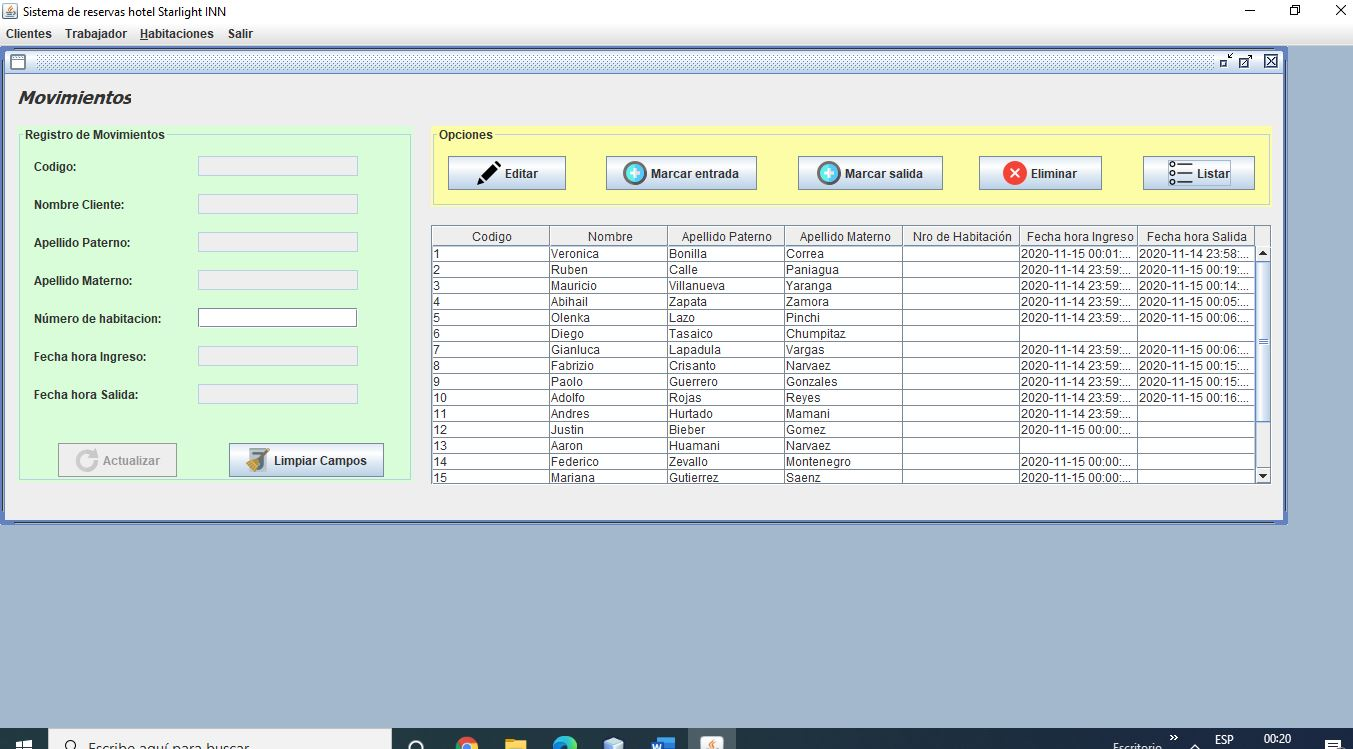 Sistema de reservas hotel Starlight INN
Clientes Trabajador Habitaciones Salir
Movimientos
Registro de Movimientos
Codigo:
Nombre Cliente:
Apellido Paterno:
Apellido Materno:
Número de habitacion:
Fecha hora Ingreso:
Fecha hora Salida:
Actualizar Limpiar Campos
Opciones
Editar Marcar entrada Marcar salida Eliminar Listar
Codigo Nombre Apellido Paterno Apellido Materno Nro de Habitación Fecha hora Ingreso Fecha hora Salida
1 Veronica Bonilla Correa 2020-11-15 00:01:... 2020-11-14 23:58:...
2 Ruben Calle Paniagua 2020-11-14 23:59:... 2020-11-15 00:19:...
3 Mauricio Villanueva Yaranga 2020-11-14 23:59:... 2020-11-15 00:14:...
4 Abihail Zapata Zamora 2020-11-14 23:59:... 2020-11-15 00:05:...
5 Olenka Lazo Pinchi 2020-11-14 23:59:... 2020-11-15 00:06:...
6 Diego Tasaico Chumpitaz
7 Gianluca Lapadula Vargas 2020-11-14 23:59:... 2020-11-15 00:06:...
8 Fabrizio Crisanto Narvaez 2020-11-14 23:59:... 2020-11-15 00:15:...
9 Paolo Guerrero Gonzales 2020-11-14 23:59:... 2020-11-15 00:15:...
10 Adolfo Rojas Reyes 2020-11-14 23:59:... 2020-11-15 00:16:...
11 Andres Hurtado Mamani 2020-11-14 23:59:...
12 Justin Bieber Gomez 2020-11-15 00:00:...
13 Aaron Huamani Narvaez
14 Federico Zevallo Montenegro 2020-11-15 00:00:...
15 Mariana Gutierrez Saenz 2020-11-15 00:00:...
Escribe aquí para buscar
Escritorio ESP 00:20